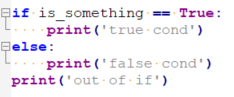 if is_something == True:
    print('true cond')
else:
    print('false cond')
print('out of if')